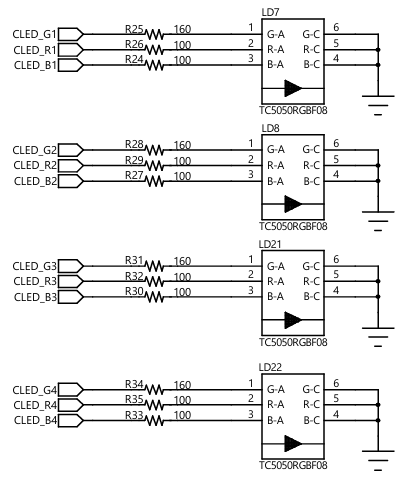 LD7
CLED_G1 R25 160 1 G-A G-C 6
CLED_R1 R26 100 2 R-A R-C 5
CLED_B1 R24 100 3 B-A B-C 4
TC5050RGBF08
LD8
CLED_G2 R28 160 1 G-A G-C 6
CLED_R2 R29 100 2 R-A R-C 5
CLED_B2 R27 100 3 B-A B-C 4
TC5050RGBF08
LD21
CLED_G3 R31 160 1 G-A G-C 6
CLED_R3 R32 100 2 R-A R-C 5
CLED_B3 R30 100 3 B-A B-C 4
TC5050RGBF08
LD22
CLED_G4 R34 160 1 G-A G-C 6
CLED_R4 R35 100 2 R-A R-C 5
CLED_B4 R33 100 3 B-A B-C 4
TC5050RGBF08